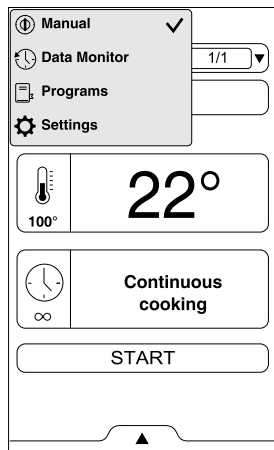 Manual
Data Monitor
1/1
Programs
Settings
22°
100°
Continuous
cooking
∞
START